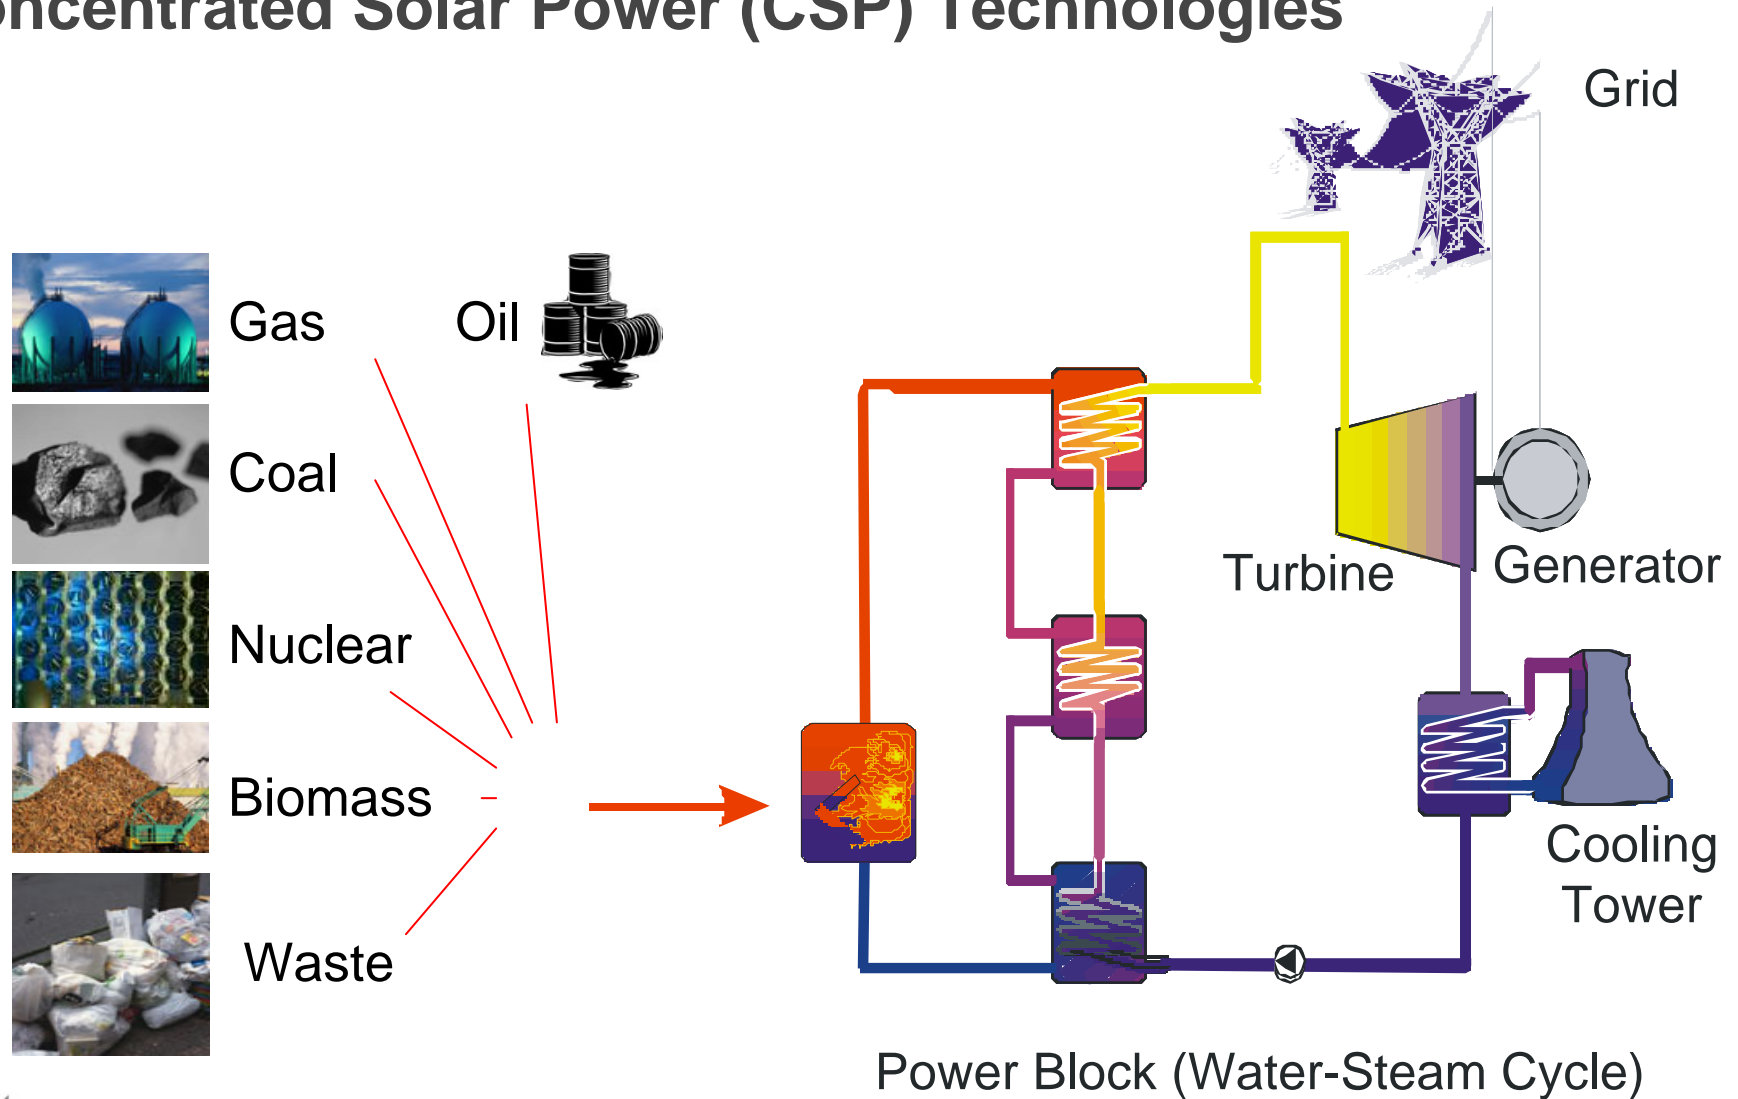 oncentrated Solar Power (CSP) Technologies
Grid
Gas
Oil
Coal
Turbine
Generator
Nuclear
Biomass
Cooling
Tower
Waste
Power Block (Water-Steam Cycle)